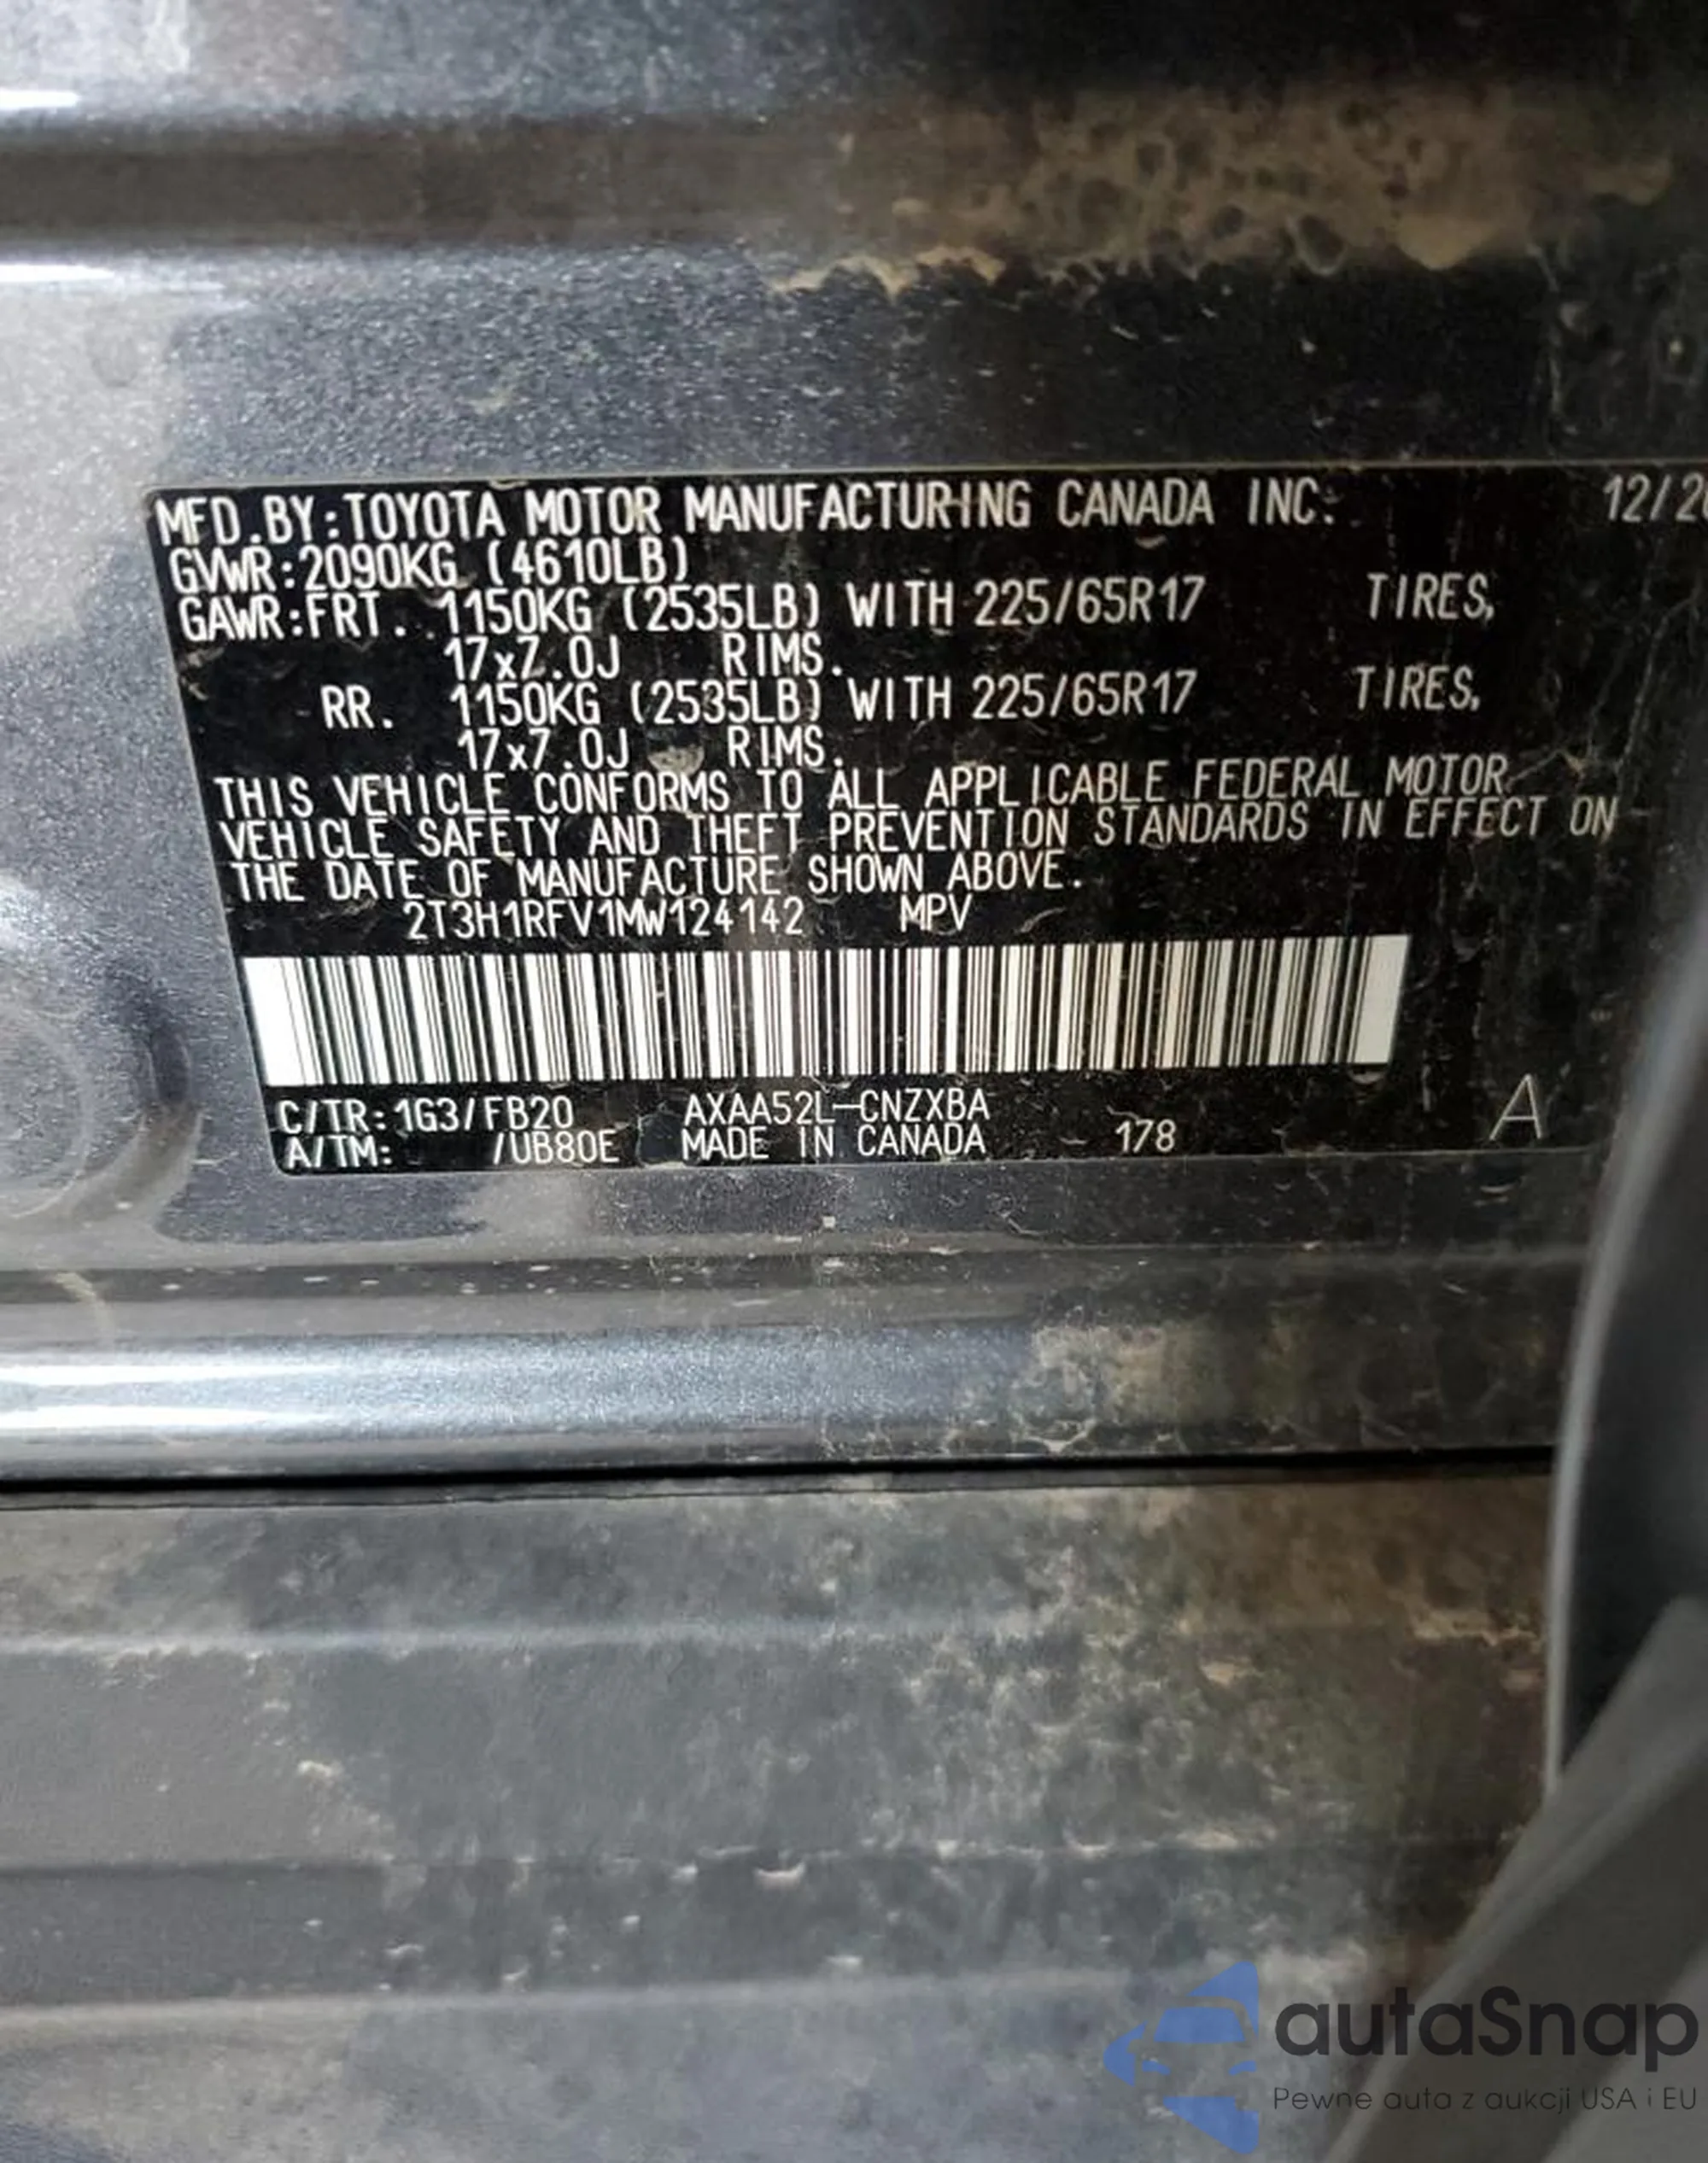 MFD.BY:TOYOTA MOTOR MANUFACTURING CANADA INC. 12/20
GVWR:2090KG (4610LB)
GAWR:FRT. 1150KG (2535LB) WITH 225/65R17 TIRES,
17x7.0J RIMS.
RR. 1150KG (2535LB) WITH 225/65R17 TIRES,
17x7.0J RIMS.
THIS VEHICLE CONFORMS TO ALL APPLICABLE FEDERAL MOTOR
VEHICLE SAFETY AND THEFT PREVENTION STANDARDS IN EFFECT ON
THE DATE OF MANUFACTURE SHOWN ABOVE.
2T3H1RFV1MW124142 MPV
C/TR:1G3/FB20 AXAA52L-CNZXBA
A/TM: /UB80E MADE IN CANADA 178 A
autaSnap
Pewne auta z aukcji USA i EU